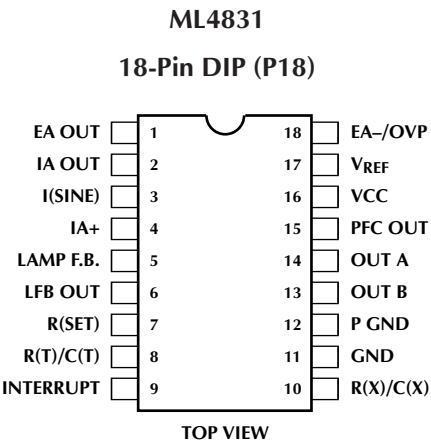 ML4831
18-Pin DIP (P18)
EA OUT 1 18 EA–/OVP
IA OUT 2 17 VREF
I(SINE) 3 16 VCC
IA+ 4 15 PFC OUT
LAMP F.B. 5 14 OUT A
LFB OUT 6 13 OUT B
R(SET) 7 12 P GND
R(T)/C(T) 8 11 GND
INTERRUPT 9 10 R(X)/C(X)
TOP VIEW